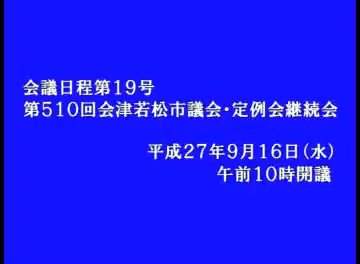 会議日程第19号
第510回会津若松市議会・定例会継続会
平成27年9月16日(水)
午前10時開議